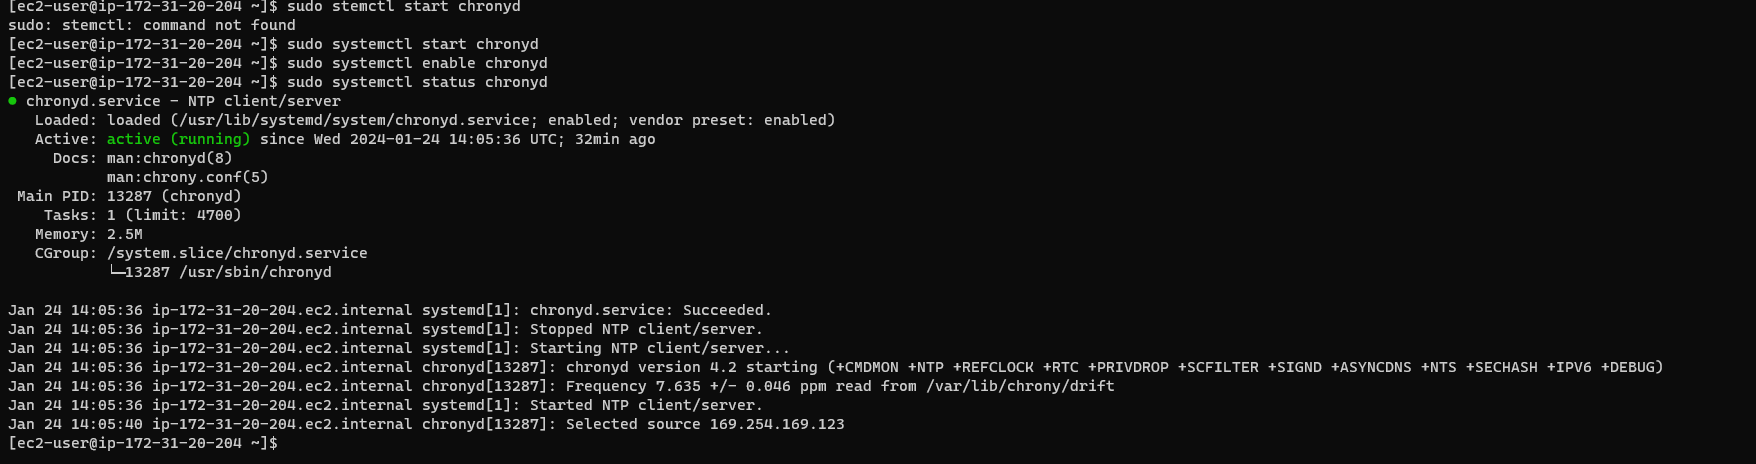 [ec2-user@ip-172-31-20-204 ~]$ sudo stemctl start chronyd
sudo: stemctl: command not found
[ec2-user@ip-172-31-20-204 ~]$ sudo systemctl start chronyd
[ec2-user@ip-172-31-20-204 ~]$ sudo systemctl enable chronyd
[ec2-user@ip-172-31-20-204 ~]$ sudo systemctl status chronyd
● chronyd.service - NTP client/server
   Loaded: loaded (/usr/lib/systemd/system/chronyd.service; enabled; vendor preset: enabled)
   Active: active (running) since Wed 2024-01-24 14:05:36 UTC; 32min ago
     Docs: man:chronyd(8)
           man:chrony.conf(5)
 Main PID: 13287 (chronyd)
    Tasks: 1 (limit: 4700)
   Memory: 2.5M
   CGroup: /system.slice/chronyd.service
           └─13287 /usr/sbin/chronyd

Jan 24 14:05:36 ip-172-31-20-204.ec2.internal systemd[1]: chronyd.service: Succeeded.
Jan 24 14:05:36 ip-172-31-20-204.ec2.internal systemd[1]: Stopped NTP client/server.
Jan 24 14:05:36 ip-172-31-20-204.ec2.internal systemd[1]: Starting NTP client/server...
Jan 24 14:05:36 ip-172-31-20-204.ec2.internal chronyd[13287]: chronyd version 4.2 starting (+CMDMON +NTP +REFCLOCK +RTC +PRIVDROP +SCFILTER +SIGND +ASYNCDNS +NTS +SECHASH +IPV6 +DEBUG)
Jan 24 14:05:36 ip-172-31-20-204.ec2.internal chronyd[13287]: Frequency 7.635 +/- 0.046 ppm read from /var/lib/chrony/drift
Jan 24 14:05:36 ip-172-31-20-204.ec2.internal systemd[1]: Started NTP client/server.
Jan 24 14:05:40 ip-172-31-20-204.ec2.internal chronyd[13287]: Selected source 169.254.169.123
[ec2-user@ip-172-31-20-204 ~]$